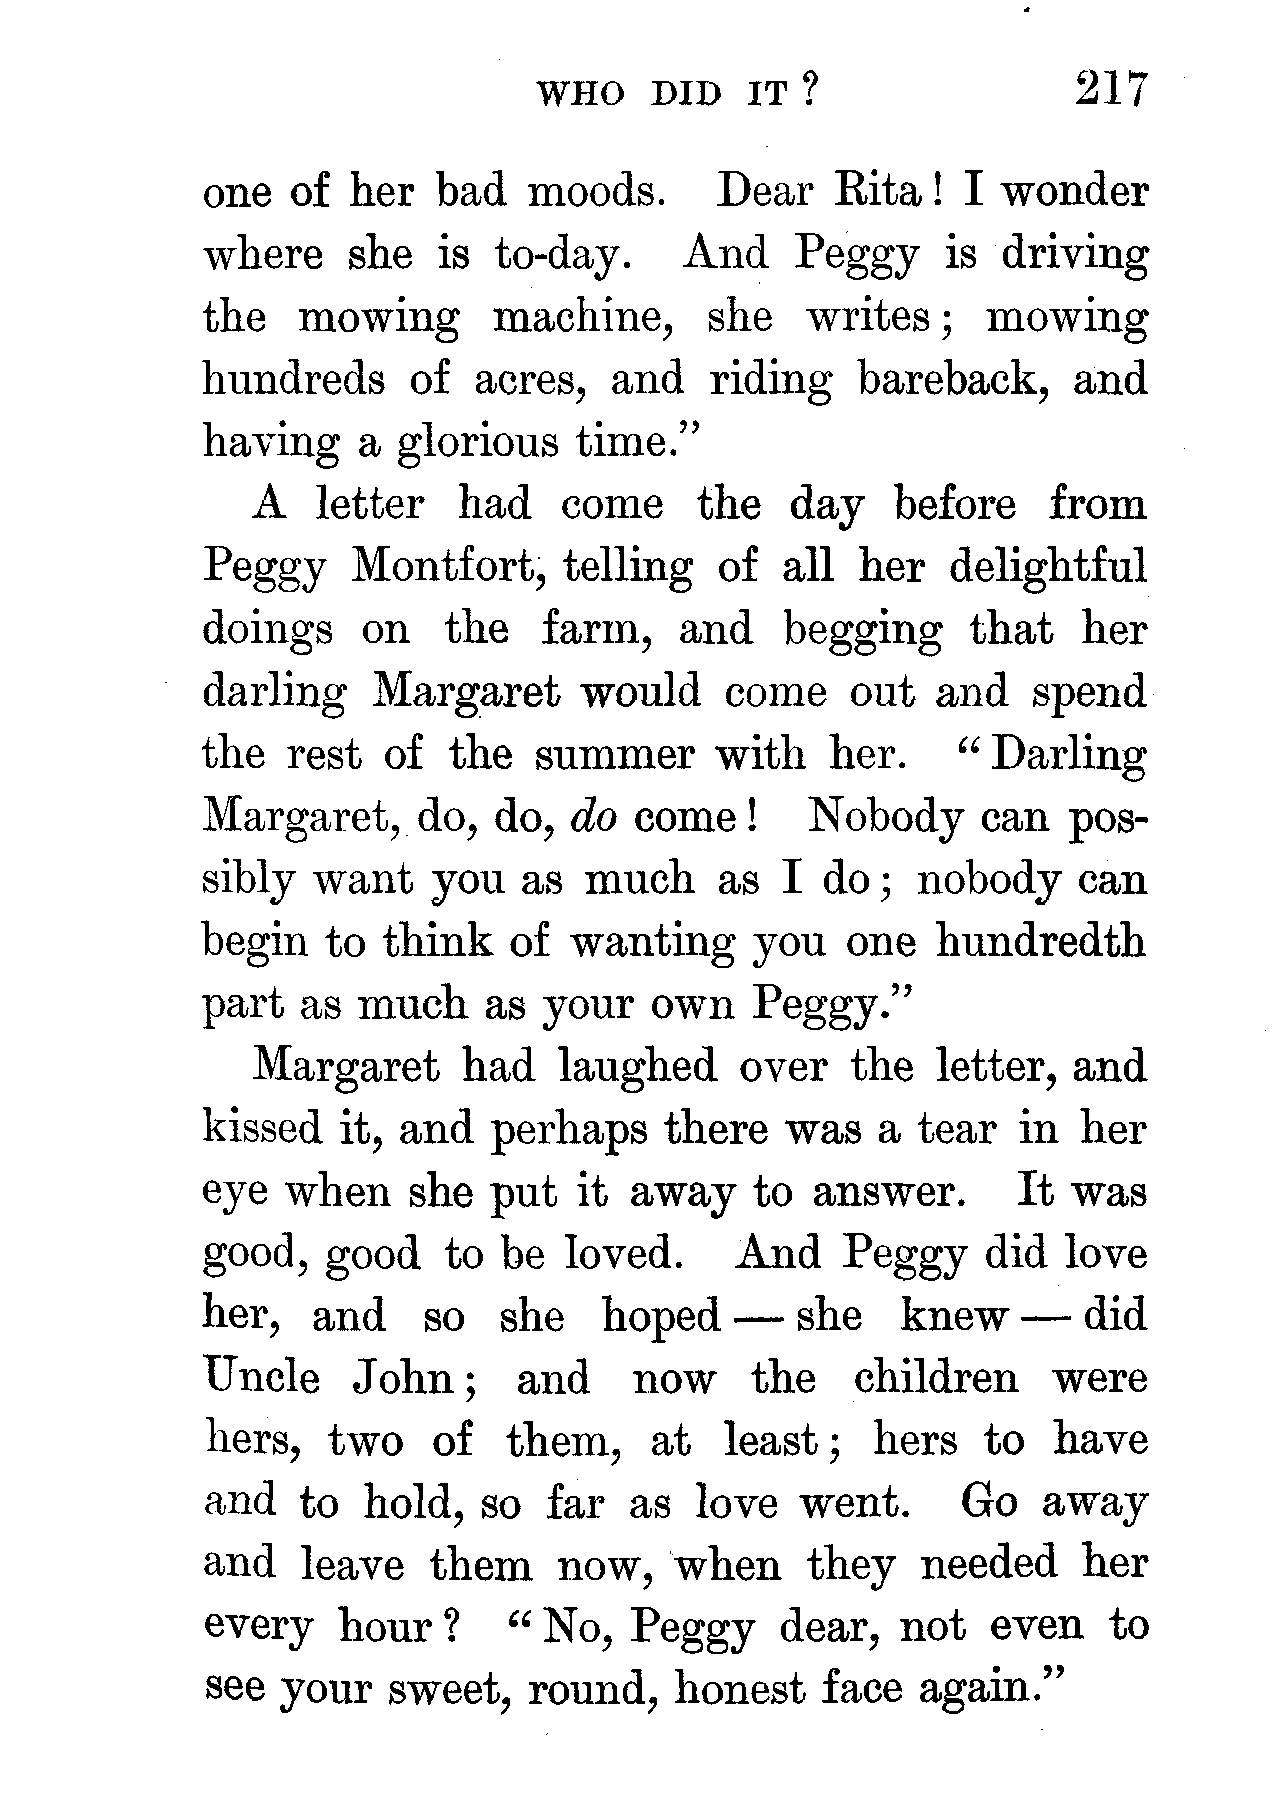 WHO DID IT? 217
one of her bad moods. Dear Rita! I wonder
where she is to-day. And Peggy is driving
the mowing machine, she writes; mowing
hundreds of acres, and riding bareback, and
having a glorious time.”
A letter had come the day before from
Peggy Montfort, telling of all her delightful
doings on the farm, and begging that her
darling Margaret would come out and spend
the rest of the summer with her. “Darling
Margaret, do, do, do come! Nobody can pos-
sibly want you as much as I do; nobody can
begin to think of wanting you one hundredth
part as much as your own Peggy.”
Margaret had laughed over the letter, and
kissed it, and perhaps there was a tear in her
eye when she put it away to answer. It was
good, good to be loved. And Peggy did love
her, and so she hoped — she knew — did
Uncle John; and now the children were
hers, two of them, at least; hers to have
and to hold, so far as love went. Go away
and leave them now, when they needed her
every hour? “No, Peggy dear, not even to
see your sweet, round, honest face again.”